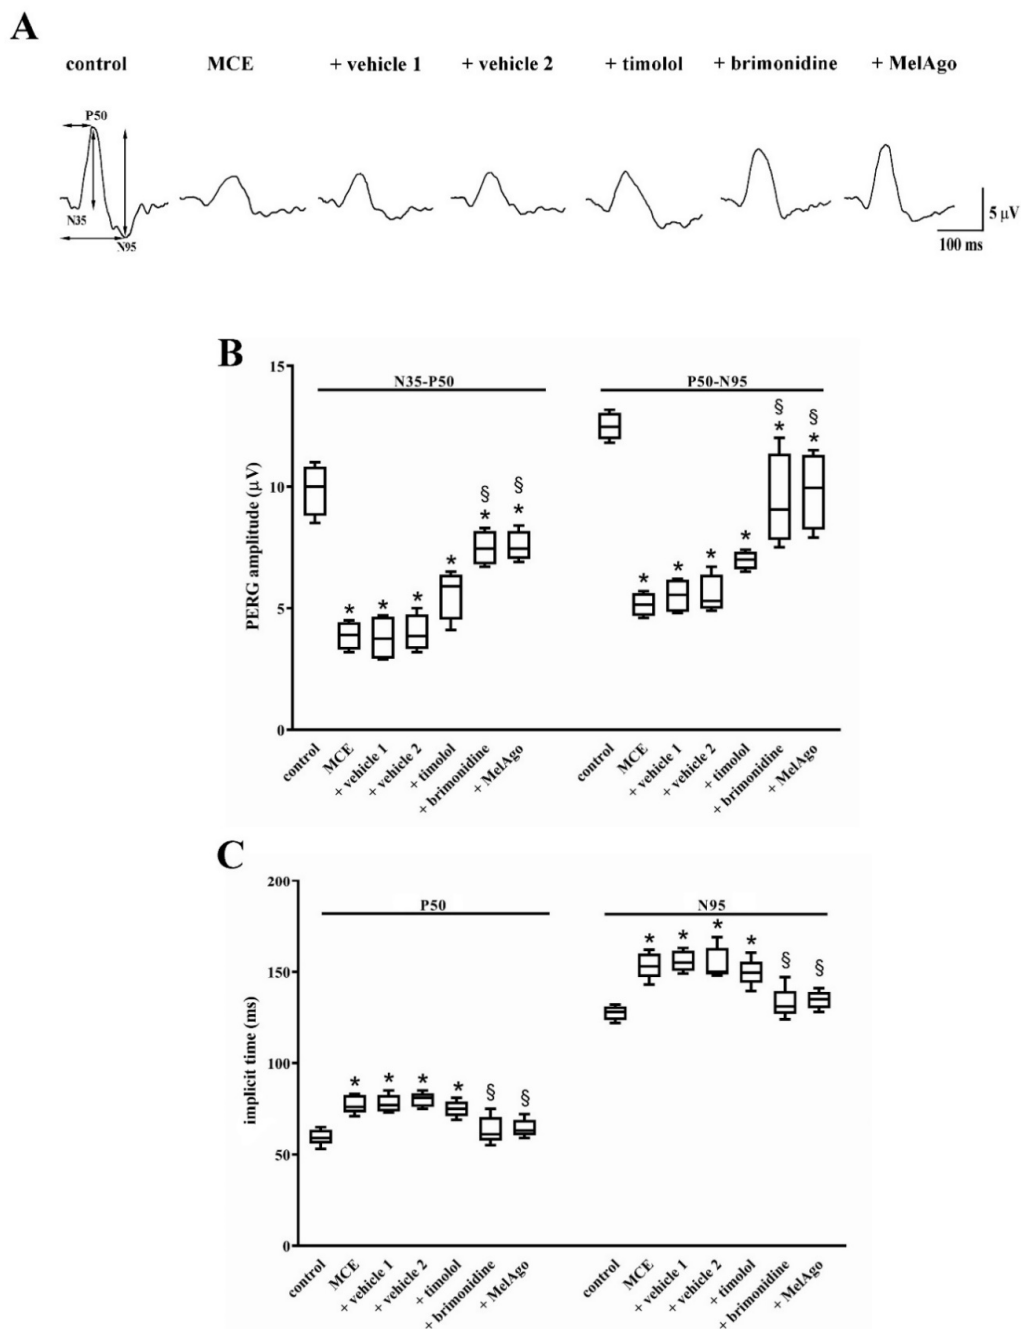 A
control MCE + vehicle 1 + vehicle 2 + timolol + brimonidine + MelAgo
P50
N35
N95
5 μV
100 ms
B
15
10
5
0
PERG amplitude (μV)
N35-P50 P50-N95
§ § § §
* * * * * * * * * * * *
control MCE + vehicle 1 + vehicle 2 + timolol + brimonidine + MelAgo control MCE + vehicle 1 + vehicle 2 + timolol + brimonidine + MelAgo
C
200
150
100
50
0
implicit time (ms)
P50 N95
* * * * § § * * * * § §
control MCE + vehicle 1 + vehicle 2 + timolol + brimonidine + MelAgo control MCE + vehicle 1 + vehicle 2 + timolol + brimonidine + MelAgo